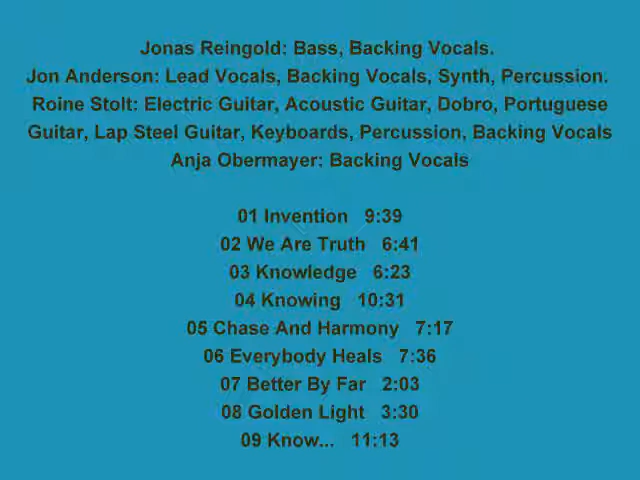 Jonas Reingold: Bass, Backing Vocals.
Jon Anderson: Lead Vocals, Backing Vocals, Synth, Percussion.
Roine Stolt: Electric Guitar, Acoustic Guitar, Dobro, Portuguese
Guitar, Lap Steel Guitar, Keyboards, Percussion, Backing Vocals
Anja Obermayer: Backing Vocals
01 Invention 9:39
02 We Are Truth 6:41
03 Knowledge 6:23
04 Knowing 10:31
05 Chase And Harmony 7:17
06 Everybody Heals 7:36
07 Better By Far 2:03
08 Golden Light 3:30
09 Know... 11:13